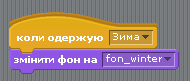 коли одержую Зима
змінити фон на fon_winter